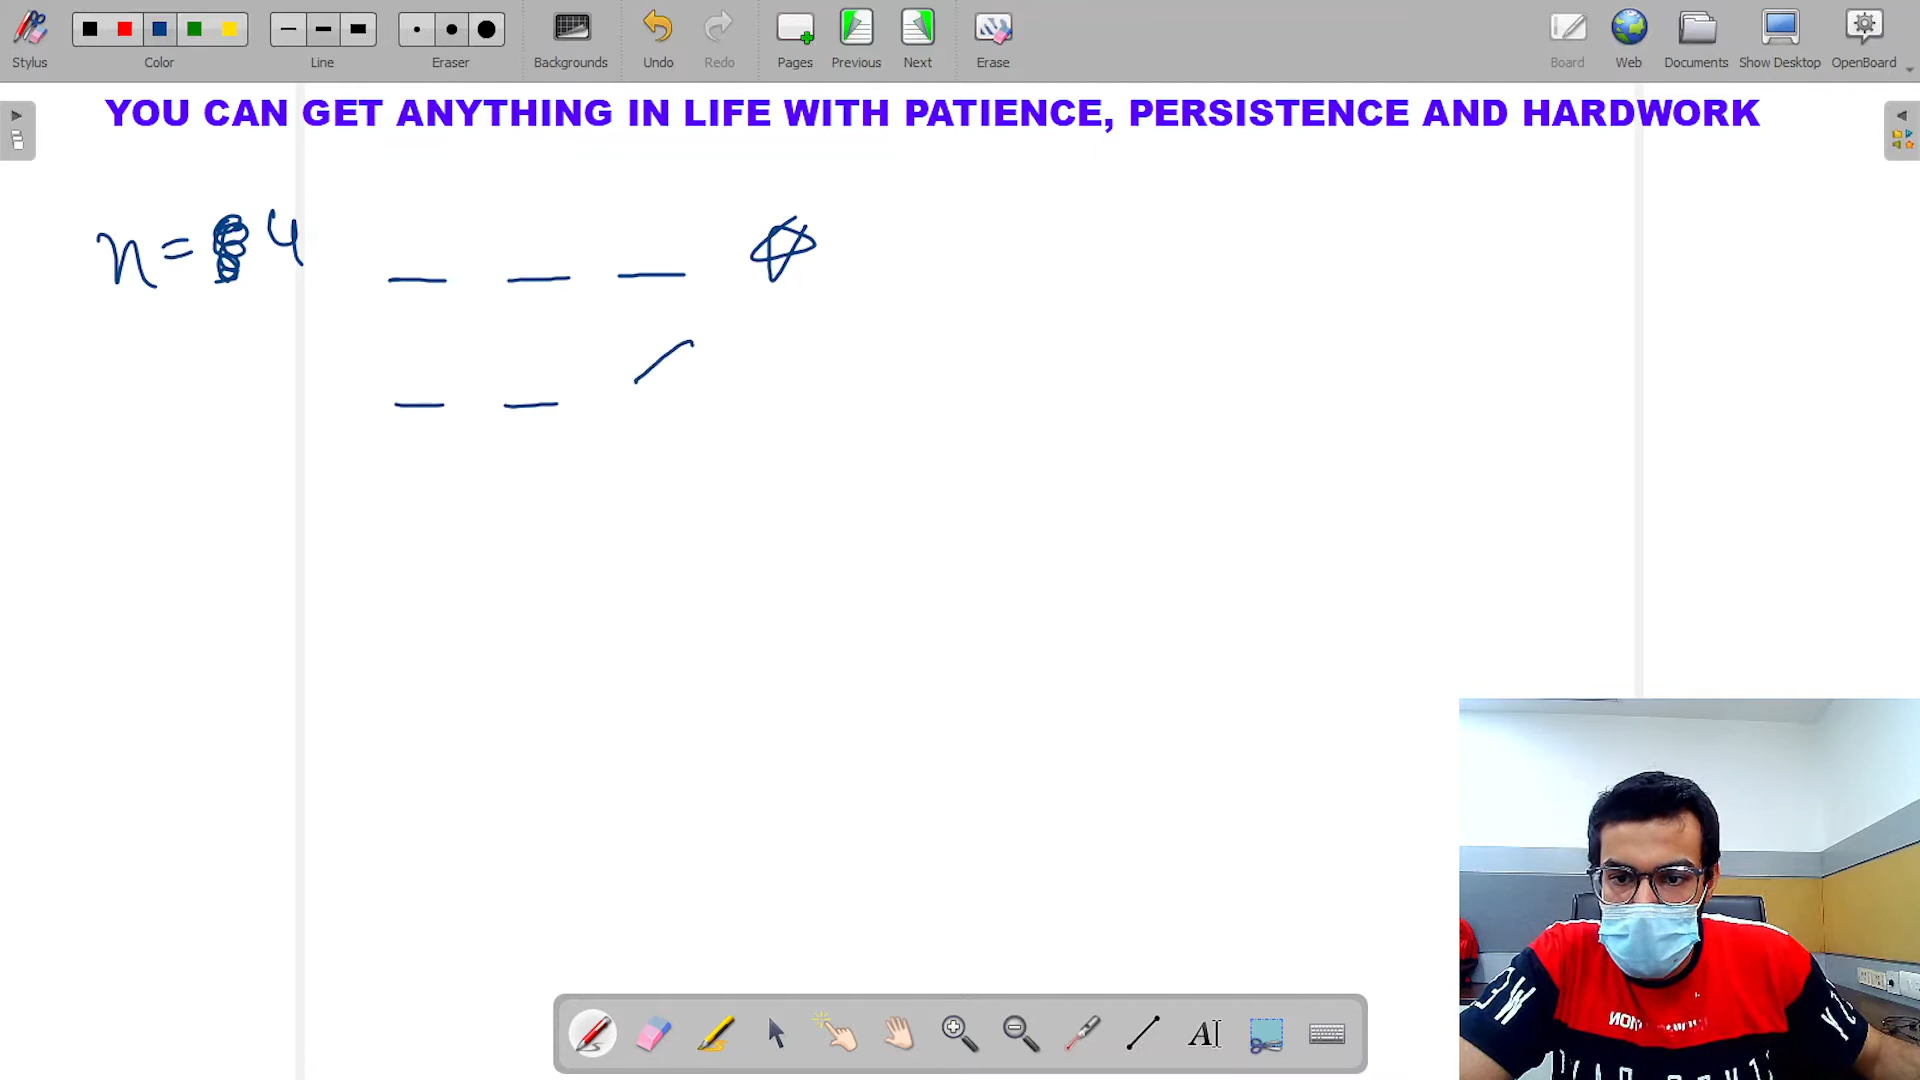 Stylus Color Line Eraser Backgrounds Undo Redo Pages Previous Next Erase Board Web Documents Show Desktop OpenBoard
YOU CAN GET ANYTHING IN LIFE WITH PATIENCE, PERSISTENCE AND HARDWORK
n = 4
AI